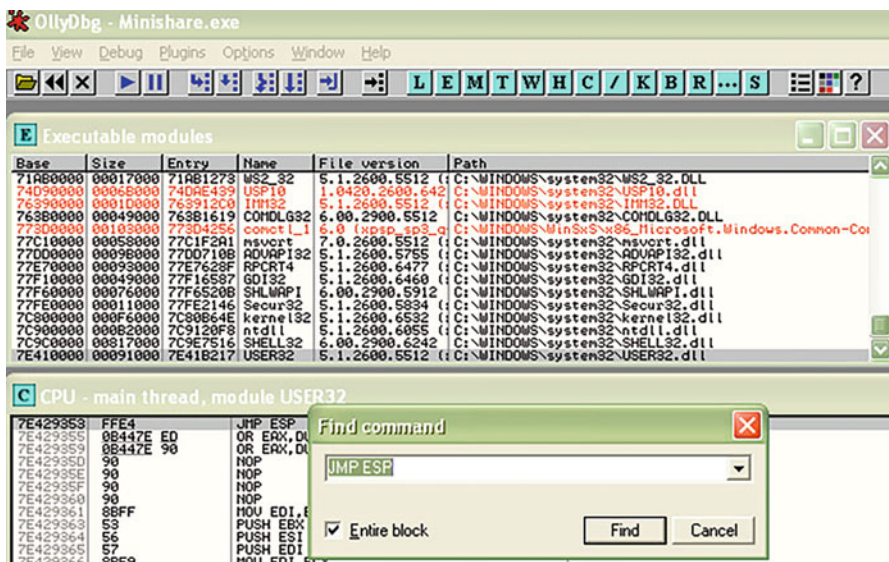 OllyDbg - Minishare.exe
File View Debug Plugins Options Window Help
L E M T W H C / K B R ... S ?
E Executable modules
Base Size Entry Name File version Path
71AB0000 00017000 71AB1273 WS2_32 5.1.2600.5512 (: C:\WINDOWS\system32\WS2_32.DLL
74D90000 0006B000 74DAE439 USP10 1.0420.2600.642 C:\WINDOWS\system32\USP10.dll
76390000 0001D000 763912C0 IMM32 5.1.2600.5512 (: C:\WINDOWS\system32\IMM32.DLL
763B0000 00049000 763B1619 COMDLG32 6.00.2900.5512 C:\WINDOWS\system32\COMDLG32.DLL
773D0000 00103000 773D4256 comctl_1 6.0 (xpsp_sp3_q C:\WINDOWS\WinSxS\x86_Microsoft.Windows.Common-Co
77C10000 00058000 77C1F2A1 msvcrt 7.0.2600.5512 (: C:\WINDOWS\system32\msvcrt.dll
77DD0000 0009B000 77DD710B ADVAPI32 5.1.2600.5755 (: C:\WINDOWS\system32\ADVAPI32.dll
77E70000 00093000 77E7628F RPCRT4 5.1.2600.6477 (: C:\WINDOWS\system32\RPCRT4.dll
77F10000 00049000 77F16587 GDI32 5.1.2600.6460 (: C:\WINDOWS\system32\GDI32.dll
77F60000 00076000 77F6520B SHLWAPI 6.00.2900.5912 C:\WINDOWS\system32\SHLWAPI.dll
77FE0000 00011000 77FE2146 Secur32 5.1.2600.5834 (: C:\WINDOWS\system32\Secur32.dll
7C800000 000F6000 7C80B64E kernel32 5.1.2600.6532 (: C:\WINDOWS\system32\kernel32.dll
7C900000 000B2000 7C9120F8 ntdll 5.1.2600.6055 (: C:\WINDOWS\system32\ntdll.dll
7C9C0000 00817000 7C9E7516 SHELL32 6.00.2900.6242 C:\WINDOWS\system32\SHELL32.dll
7E410000 00091000 7E41B217 USER32 5.1.2600.5512 (: C:\WINDOWS\system32\USER32.dll
C CPU - main thread, module USER32
7E429353 FFE4 JMP ESP
7E429355 0B447E ED OR EAX,DW
7E429359 0B447E 90 OR EAX,DW
7E42935D 90 NOP
7E42935E 90 NOP
7E42935F 90 NOP
7E429360 90 NOP
7E429361 8BFF MOV EDI,E
7E429363 53 PUSH EBX
7E429364 56 PUSH ESI
7E429365 57 PUSH EDI
Find command
JMP ESP
Entire block Find Cancel